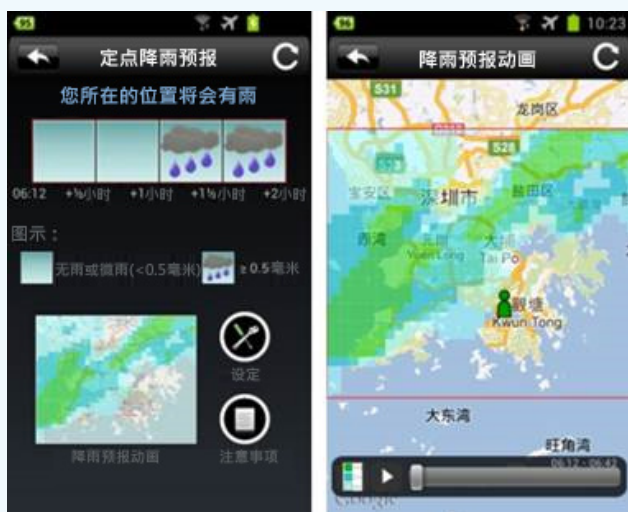 95
定点降雨预报
您所在的位置将会有雨
06:12 +½小时 +1小时 +1½小时 +2小时
图示：
无雨或微雨(<0.5毫米) ≥0.5毫米
设定
降雨预报动画 注意事项
96 10:23
降雨预报动画
S31
龙岗区
S28
宝安区 深圳市 盐田区
赤湾 元朗 大埔
Yuen Long Tai Po
觀塘
Kwun Tong
大东湾
旺角湾
06:12 - 06:42
Google